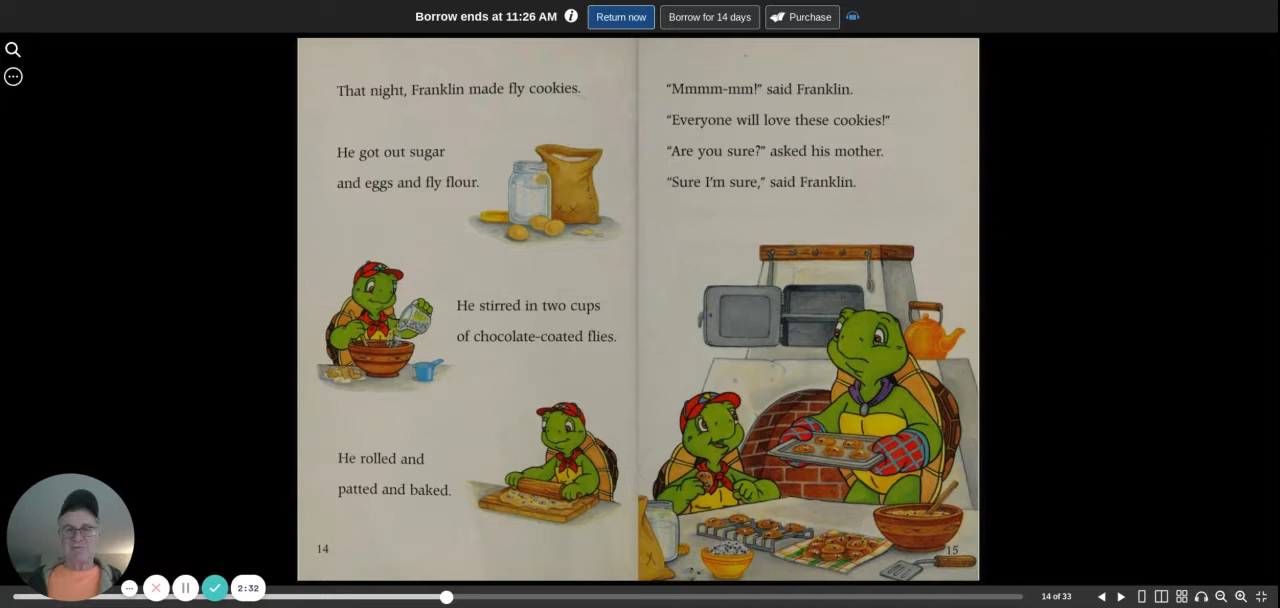 Borrow ends at 11:26 AM
Return now
Borrow for 14 days
Purchase
That night, Franklin made fly cookies.
He got out sugar
and eggs and fly flour.
He stirred in two cups
of chocolate-coated flies.
He rolled and
patted and baked.
14
“Mmmm-mm!” said Franklin.
“Everyone will love these cookies!”
“Are you sure?” asked his mother.
“Sure I’m sure,” said Franklin.
15
2:32
14 of 33